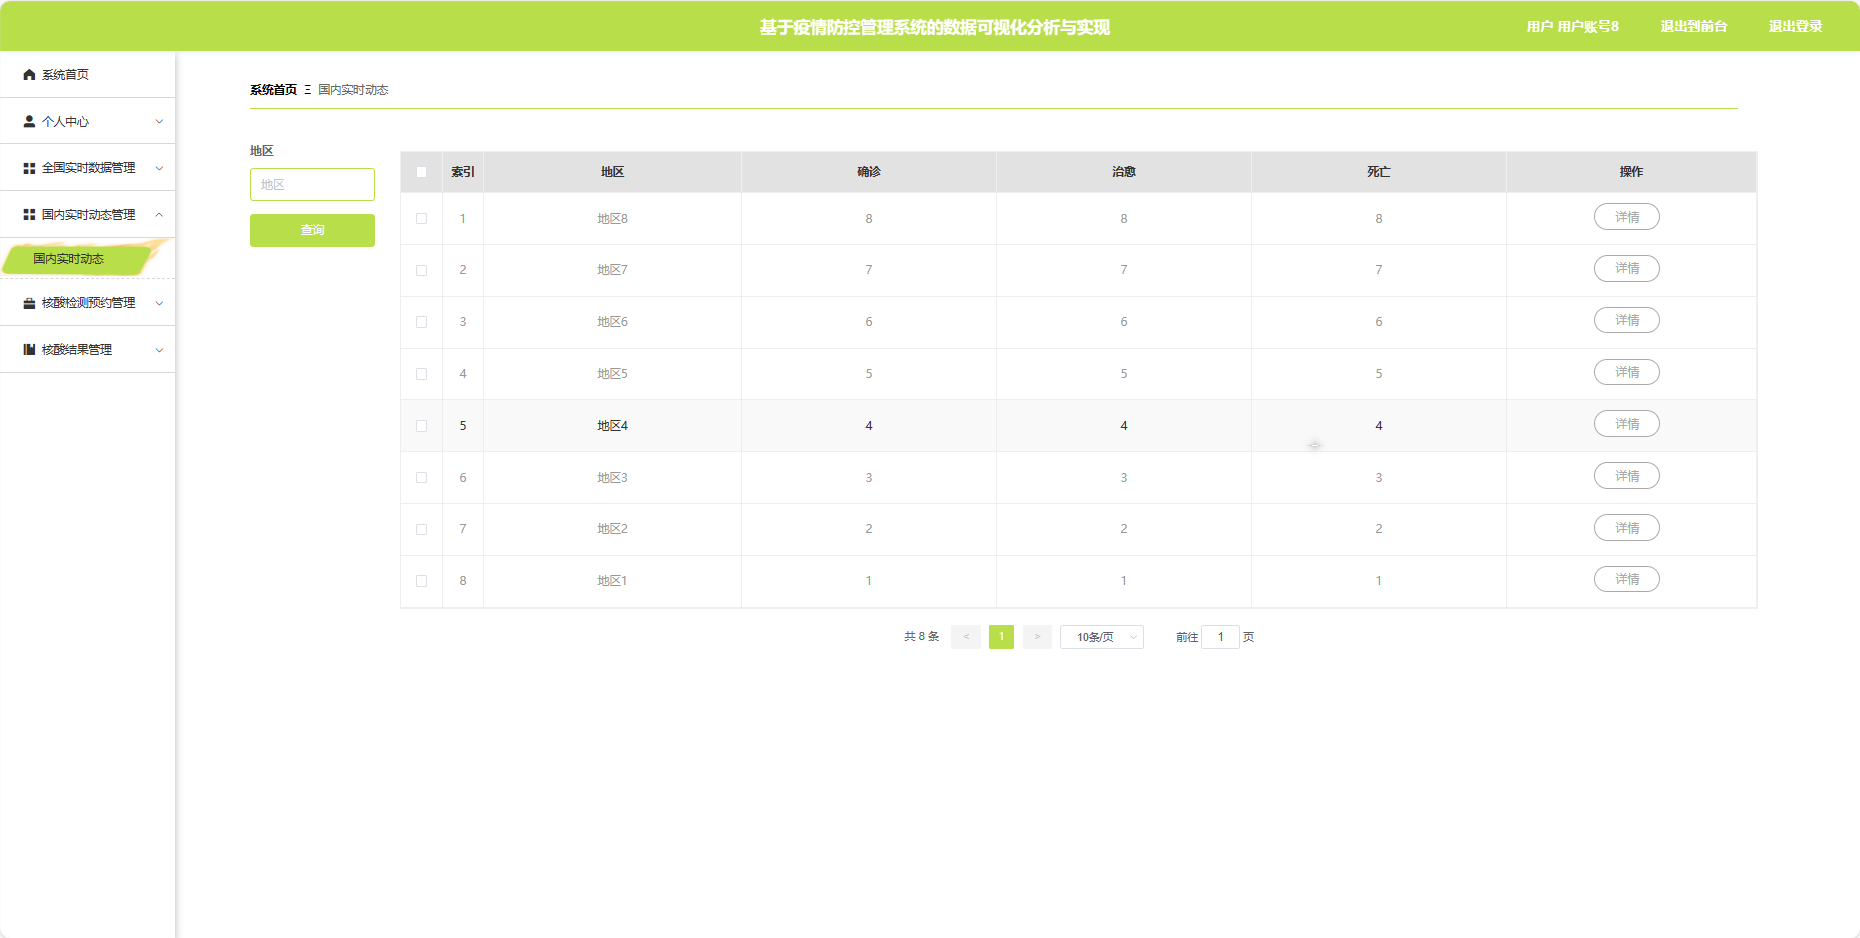 基于疫情防控管理系统的数据可视化分析与实现
用户 用户账号8 退出到前台 退出登录
系统首页
个人中心
全国实时数据管理
国内实时动态管理
国内实时动态
核酸检测预约管理
核酸结果管理
系统首页 Ξ 国内实时动态
地区
地区
查询
索引 地区 确诊 治愈 死亡 操作
1 地区8 8 8 8 详情
2 地区7 7 7 7 详情
3 地区6 6 6 6 详情
4 地区5 5 5 5 详情
5 地区4 4 4 4 详情
6 地区3 3 3 3 详情
7 地区2 2 2 2 详情
8 地区1 1 1 1 详情
共 8 条 < 1 > 10条/页 前往 1 页